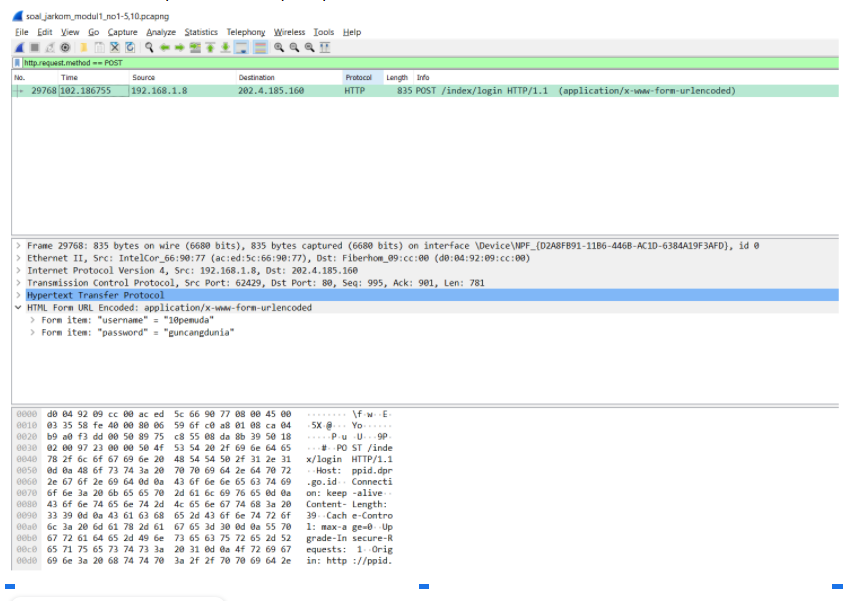 soal_jarkom_modul1_no1-5,10.pcapng
File Edit View Go Capture Analyze Statistics Telephony Wireless Tools Help
http.request.method == POST
No. Time Source Destination Protocol Length Info
29768 102.186755 192.168.1.8 202.4.185.160 HTTP 835 POST /index/login HTTP/1.1 (application/x-www-form-urlencoded)
Frame 29768: 835 bytes on wire (6680 bits), 835 bytes captured (6680 bits) on interface \Device\NPF_{D2A8FB91-11B6-446B-AC1D-6384A19F3AFD}, id 0
Ethernet II, Src: IntelCor_66:90:77 (ac:ed:5c:66:90:77), Dst: Fiberhom_09:cc:00 (d0:04:92:09:cc:00)
Internet Protocol Version 4, Src: 192.168.1.8, Dst: 202.4.185.160
Transmission Control Protocol, Src Port: 62429, Dst Port: 80, Seq: 995, Ack: 901, Len: 781
Hypertext Transfer Protocol
HTML Form URL Encoded: application/x-www-form-urlencoded
Form item: "username" = "10pemuda"
Form item: "password" = "guncangdunia"
0000 d0 04 92 09 cc 00 ac ed 5c 66 90 77 08 00 45 00 ········ \f·w··E·
0010 03 35 58 fe 40 00 80 06 59 6f c0 a8 01 08 ca 04 ·5X·@··· Yo······
0020 b9 a0 f3 dd 00 50 89 75 c8 55 08 da 8b 39 50 18 ·····P·u ·U···9P·
0030 02 00 97 23 00 00 50 4f 53 54 20 2f 69 6e 64 65 ···#··PO ST /inde
0040 78 2f 6c 6f 67 69 6e 20 48 54 54 50 2f 31 2e 31 x/login HTTP/1.1
0050 0d 0a 48 6f 73 74 3a 20 70 70 69 64 2e 64 70 72 ··Host: ppid.dpr
0060 2e 67 6f 2e 69 64 0d 0a 43 6f 6e 6e 65 63 74 69 .go.id·· Connecti
0070 6f 6e 3a 20 6b 65 65 70 2d 61 6c 69 76 65 0d 0a on: keep -alive··
0080 43 6f 6e 74 65 6e 74 2d 4c 65 6e 67 74 68 3a 20 Content- Length:
0090 33 39 0d 0a 43 61 63 68 65 2d 43 6f 6e 74 72 6f 39··Cach e-Contro
00a0 6c 3a 20 6d 61 78 2d 61 67 65 3d 30 0d 0a 55 70 l: max-a ge=0··Up
00b0 67 72 61 64 65 2d 49 6e 73 65 63 75 72 65 2d 52 grade-In secure-R
00c0 65 71 75 65 73 74 73 3a 20 31 0d 0a 4f 72 69 67 equests: 1··Orig
00d0 69 6e 3a 20 68 74 74 70 3a 2f 2f 70 70 69 64 2e in: http ://ppid.